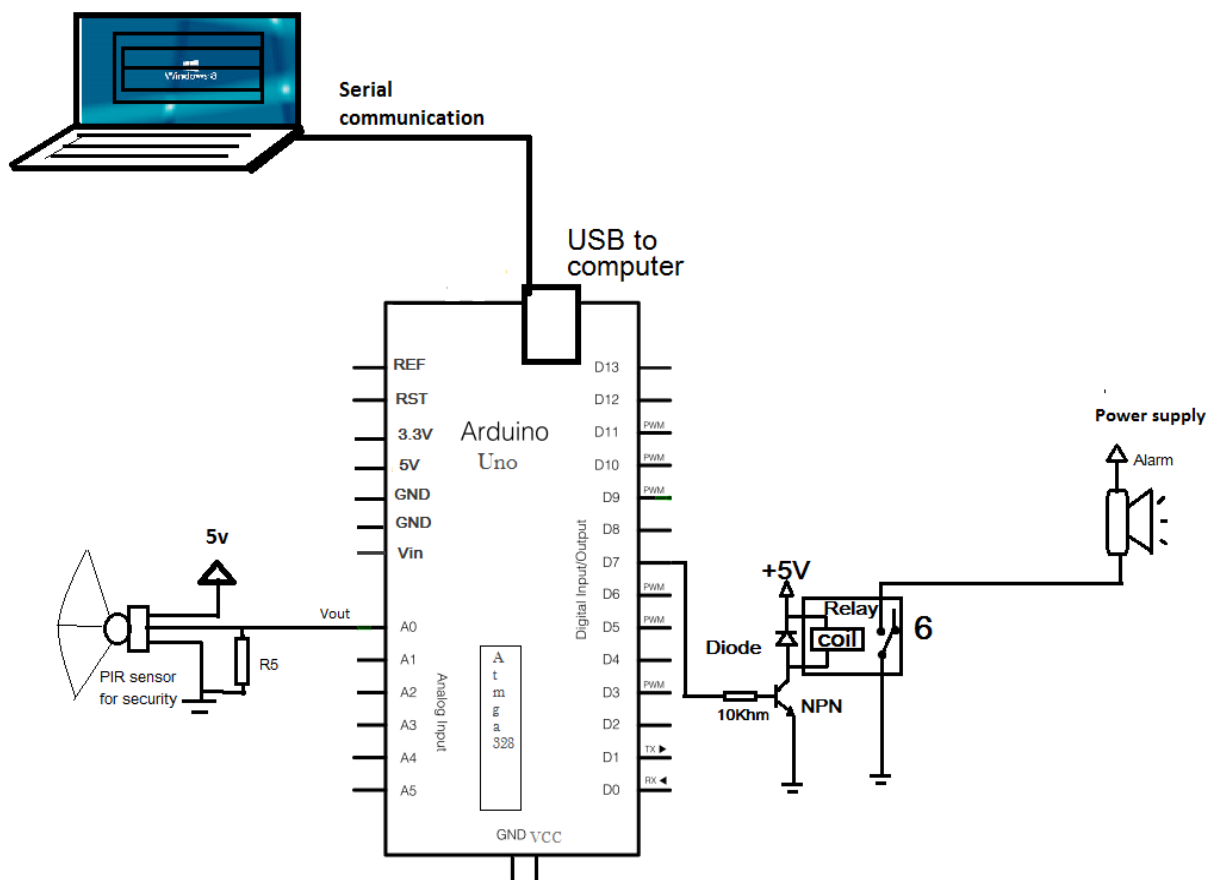 Windows 8
Serial
communication
USB to
computer
REF
RST
3.3V
5V
GND
GND
Vin
Arduino
Uno
D13
D12
D11
PWM
D10
PWM
D9
PWM
D8
D7
D6
PWM
D5
PWM
D4
D3
PWM
D2
D1
TX
D0
RX
Digital Input/Output
A0
A1
A2
A3
A4
A5
Analog Input
A
t
m
g
a
328
GND VCC
5v
Vout
R5
PIR sensor
for security
+5V
Relay
coil
6
Diode
NPN
10Khm
Power supply
Alarm